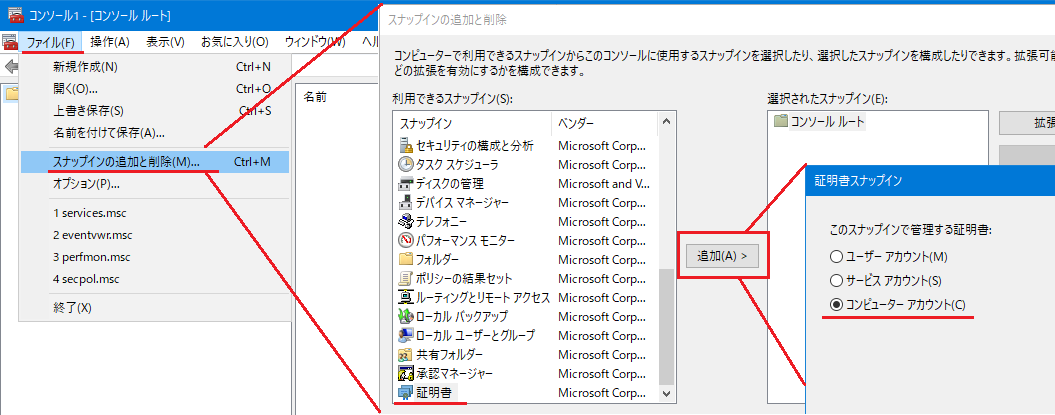 コンソール1 - [コンソール ルート]
ファイル(F) 操作(A) 表示(V) お気に入り(O) ウィンドウ(W) ヘル
新規作成(N) Ctrl+N
開く(O)... Ctrl+O
上書き保存(S) Ctrl+S
名前を付けて保存(A)...
スナップインの追加と削除(M)... Ctrl+M
オプション(P)...
1 services.msc
2 eventvwr.msc
3 perfmon.msc
4 secpol.msc
終了(X)
名前
スナップインの追加と削除
コンピューターで利用できるスナップインからこのコンソールに使用するスナップインを選択したり、選択したスナップインを構成したりできます。拡張可能
どの拡張を有効にするかを構成できます。
利用できるスナップイン(S):
スナップイン ベンダー
セキュリティの構成と分析 Microsoft Corp...
タスク スケジューラ Microsoft Corp...
ディスクの管理 Microsoft and V...
デバイス マネージャー Microsoft Corp...
テレフォニー Microsoft Corp...
パフォーマンス モニター Microsoft Corp...
フォルダー Microsoft Corp...
ポリシーの結果セット Microsoft Corp...
ルーティングとリモート アクセス Microsoft Corp...
ローカル バックアップ Microsoft Corp...
ローカル ユーザーとグループ Microsoft Corp...
共有フォルダー Microsoft Corp...
承認マネージャー Microsoft Corp...
証明書 Microsoft Corp...
追加(A) >
選択されたスナップイン(E):
コンソール ルート
拡張
証明書スナップイン
このスナップインで管理する証明書:
ユーザー アカウント(M)
サービス アカウント(S)
コンピューター アカウント(C)